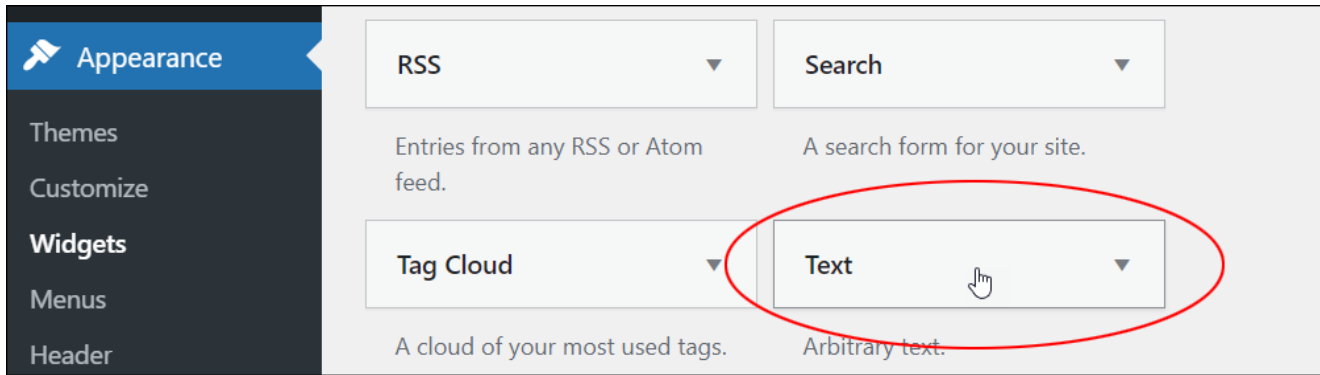 Appearance
Themes
Customize
Widgets
Menus
Header
RSS
Entries from any RSS or Atom
feed.
Search
A search form for your site.
Tag Cloud
A cloud of your most used tags.
Text
Arbitrary text.